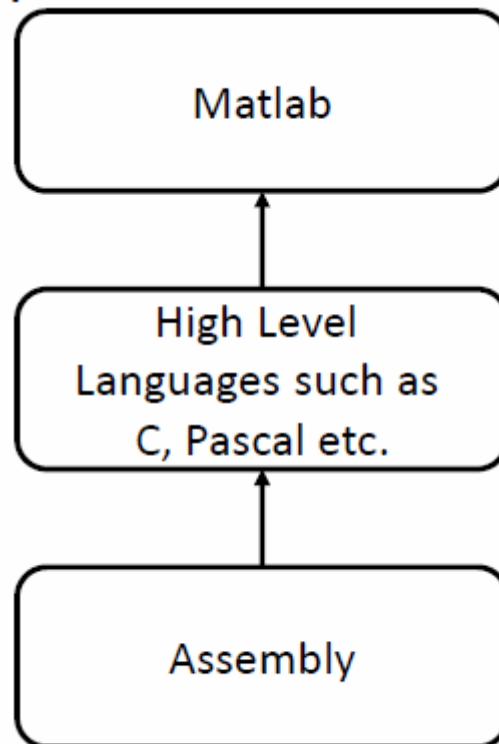 Matlab
High Level
Languages such as
C, Pascal etc.
Assembly